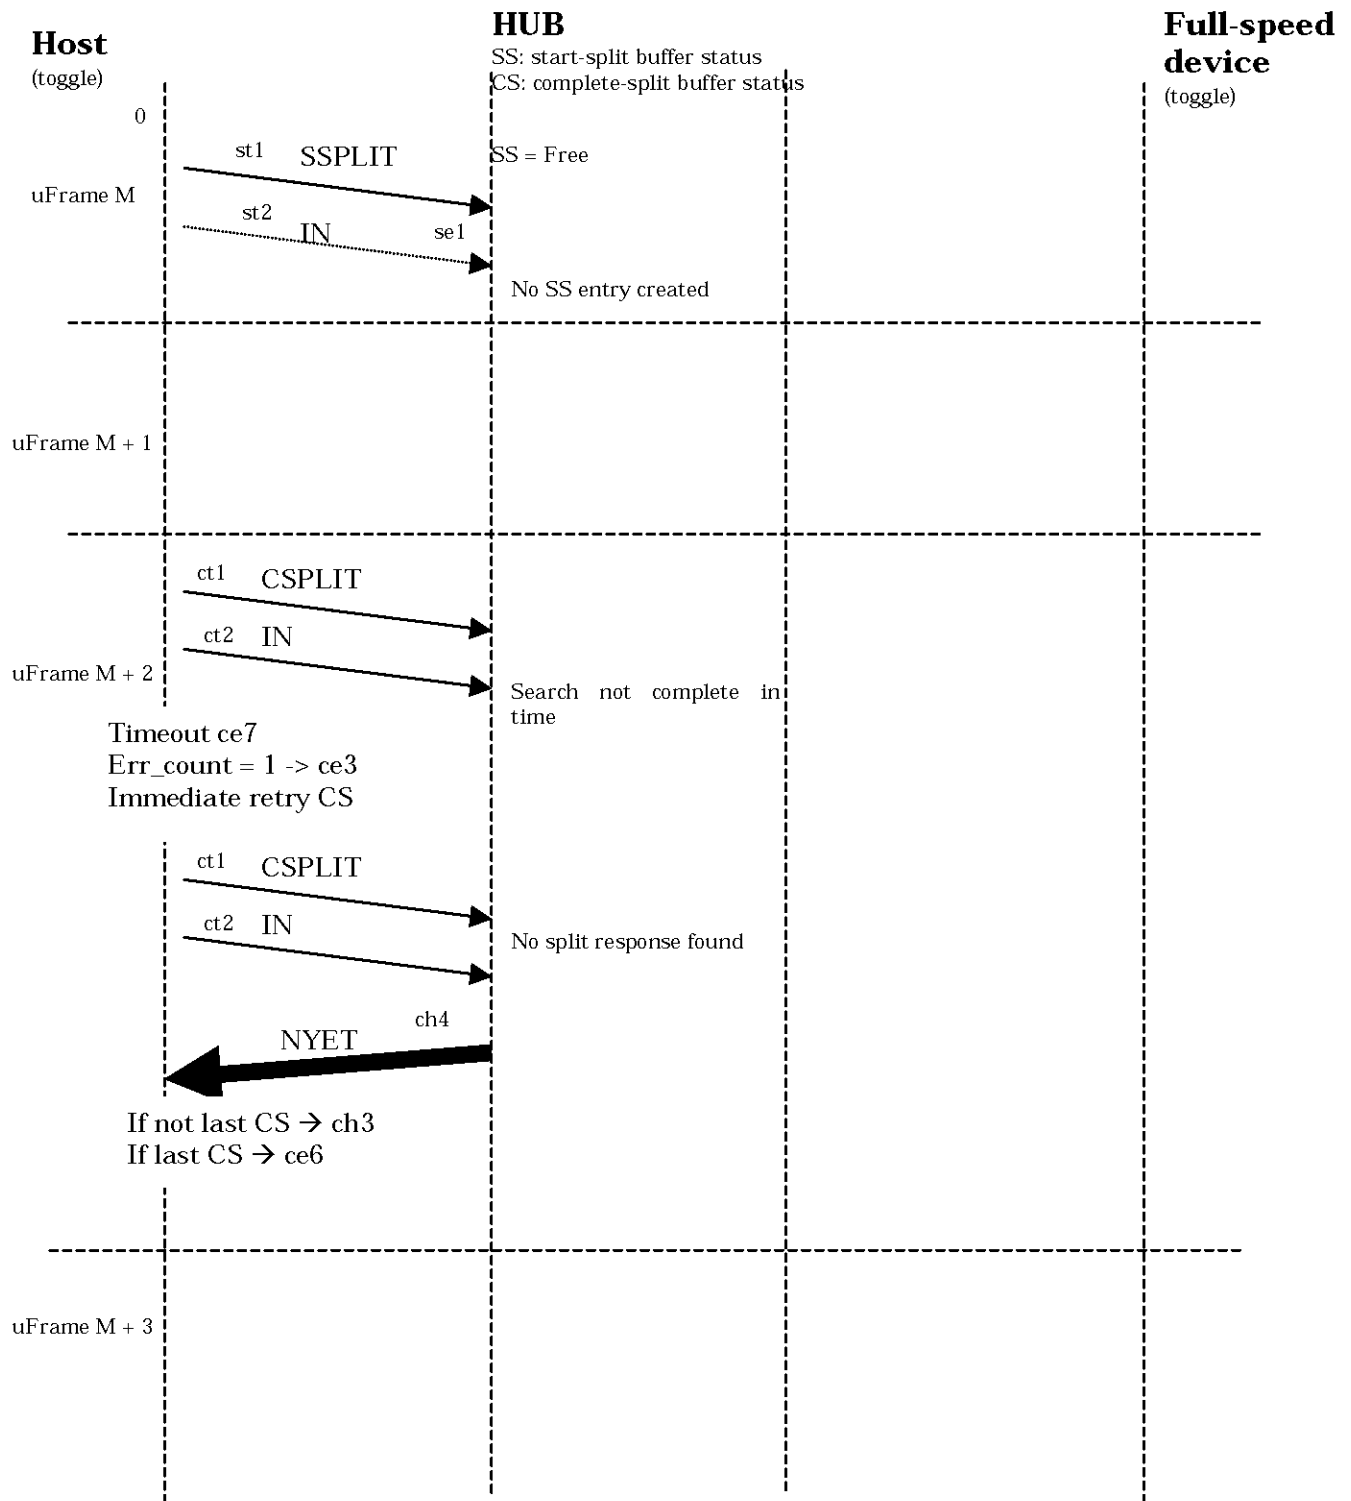 Host
(toggle)
HUB
SS: start-split buffer status
CS: complete-split buffer status
Full-speed
device
(toggle)
0
st1 SSPLIT
SS = Free
uFrame M
st2 IN se1
No SS entry created
uFrame M + 1
ct1 CSPLIT
ct2 IN
uFrame M + 2
Search not complete in
time
Timeout ce7
Err_count = 1 -> ce3
Immediate retry CS
ct1 CSPLIT
ct2 IN
No split response found
NYET ch4
If not last CS → ch3
If last CS → ce6
uFrame M + 3